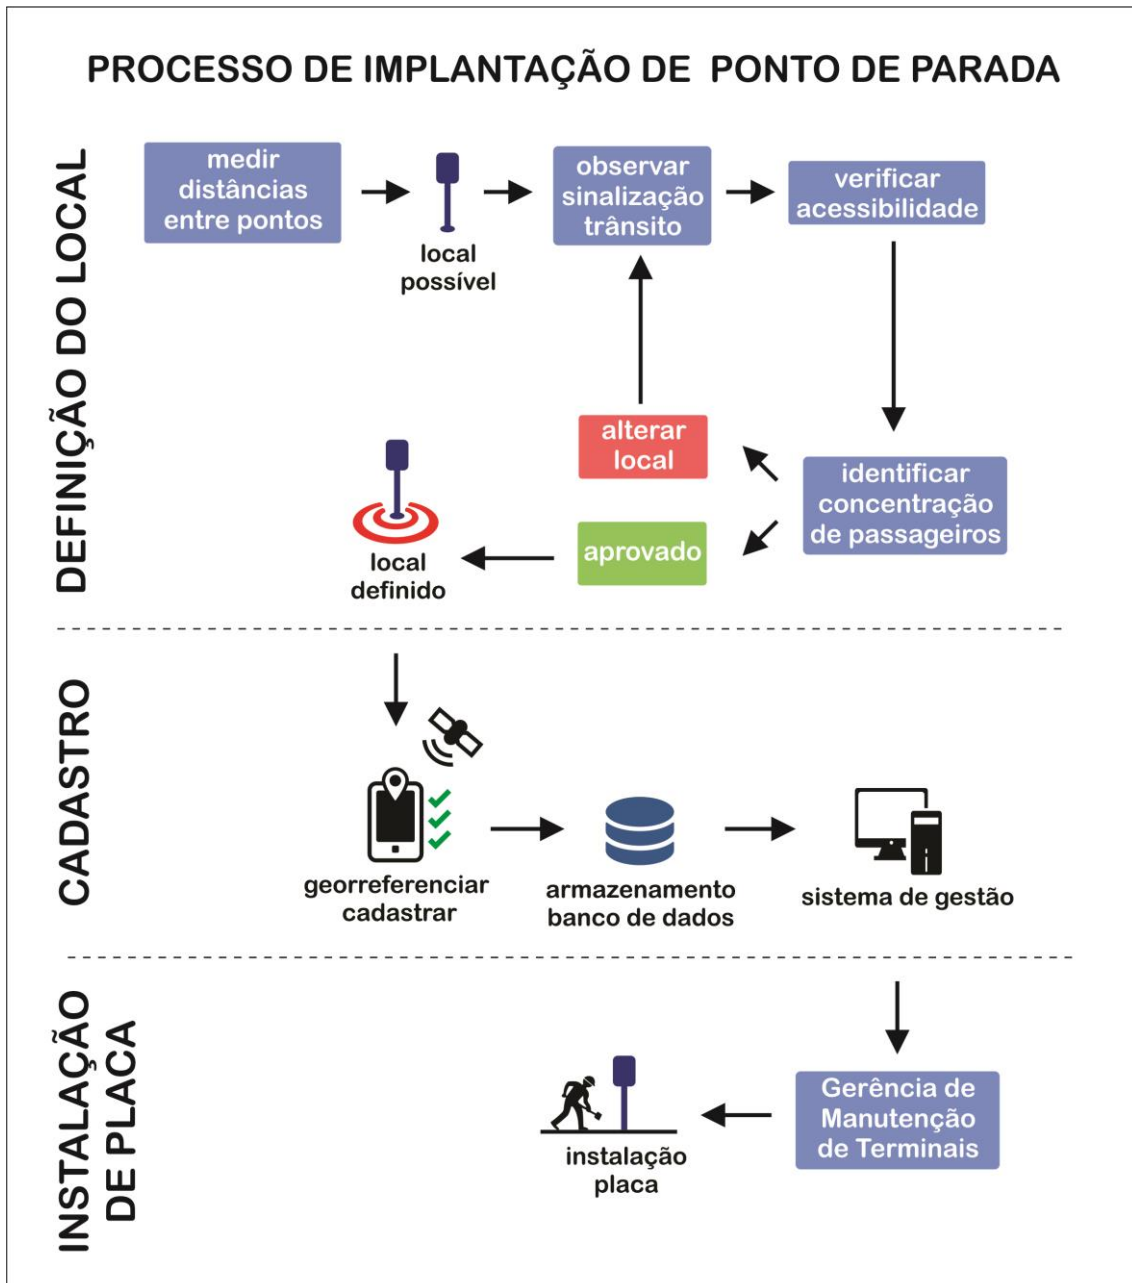 PROCESSO DE IMPLANTAÇÃO DE PONTO DE PARADA
DEFINIÇÃO DO LOCAL
medir
distâncias
entre pontos
local
possível
observar
sinalização
trânsito
verificar
acessibilidade
identificar
concentração
de passageiros
alterar
local
aprovado
local
definido
CADASTRO
georreferenciar
cadastrar
armazenamento
banco de dados
sistema de gestão
INSTALAÇÃO
DE PLACA
Gerência de
Manutenção
de Terminais
instalação
placa